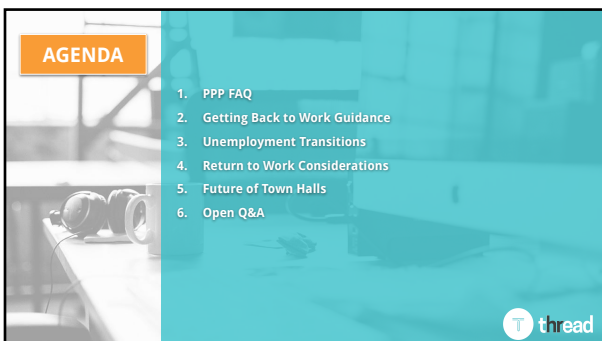 AGENDA
1. PPP FAQ
2. Getting Back to Work Guidance
3. Unemployment Transitions
4. Return to Work Considerations
5. Future of Town Halls
6. Open Q&A
T thread